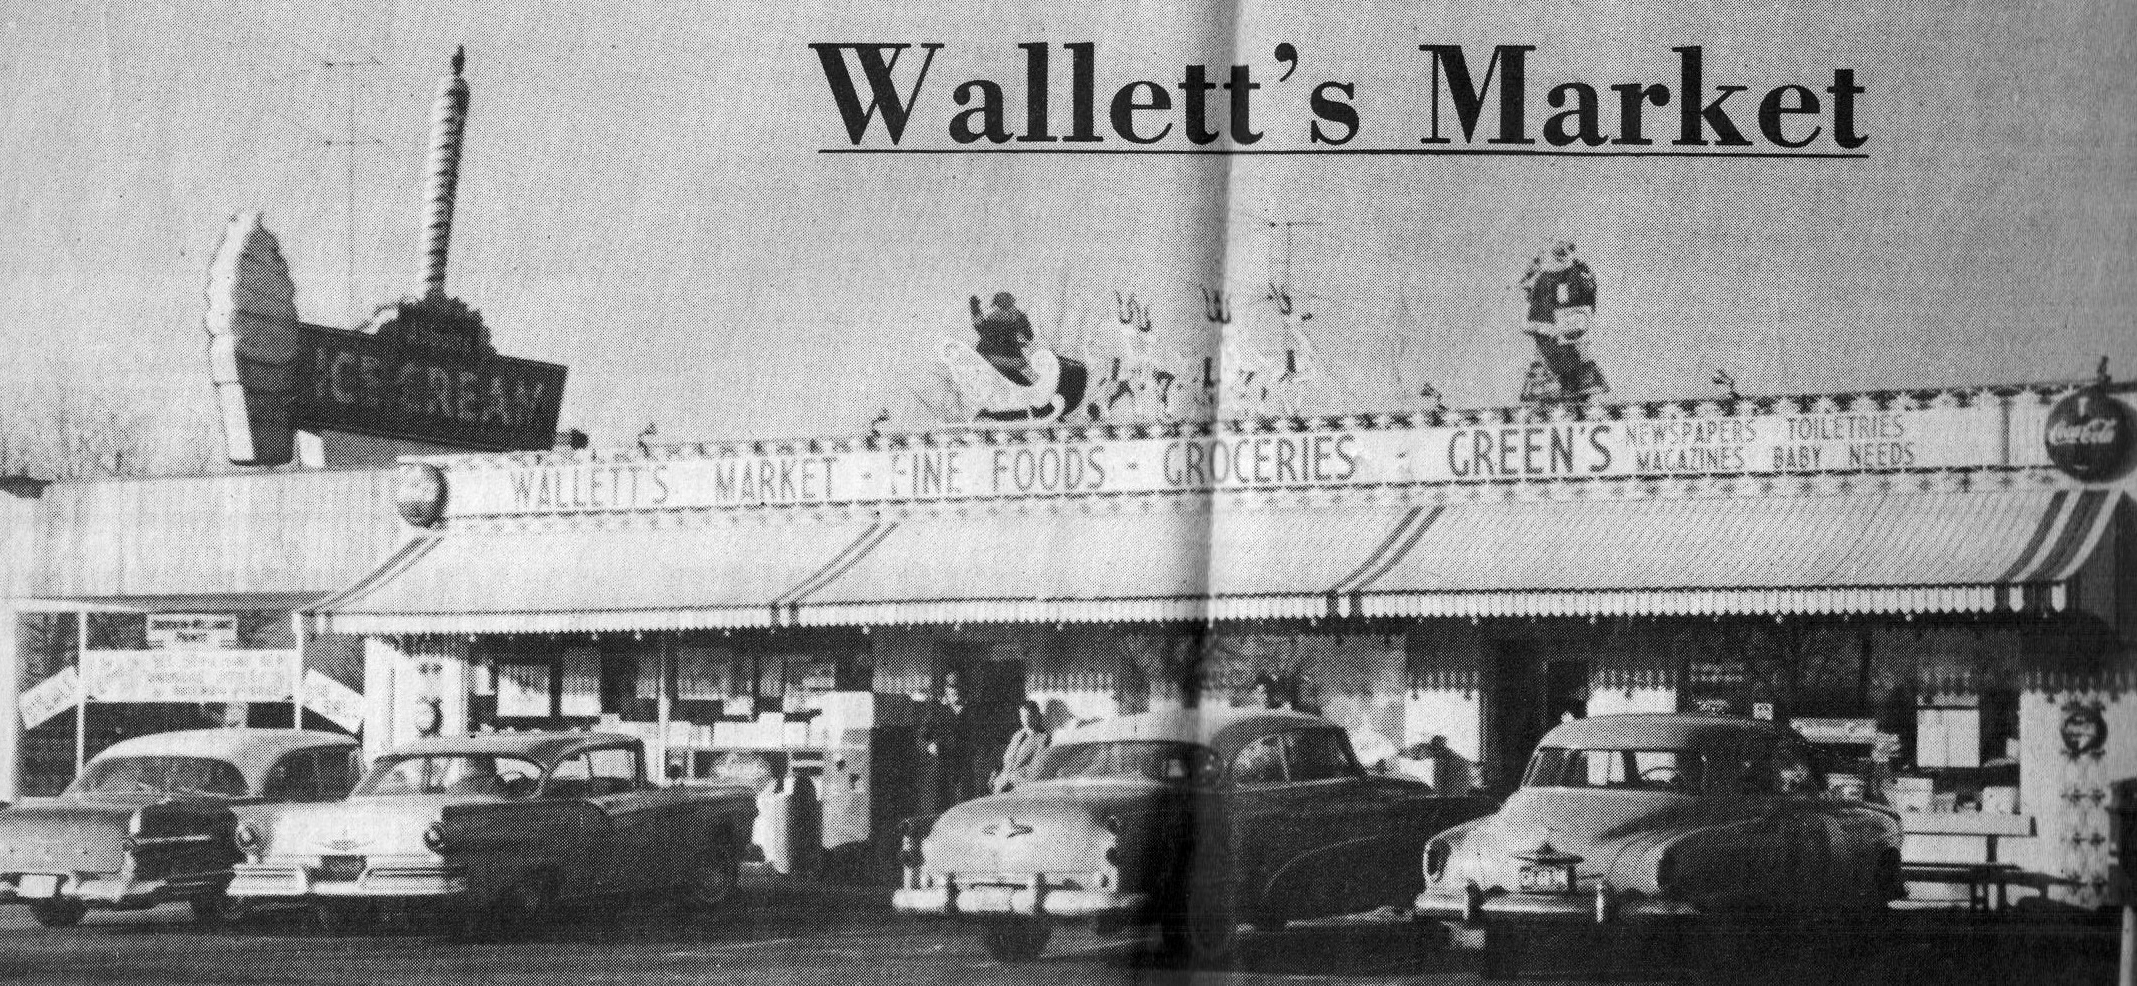 Wallett's Market
ICE CREAM
WALLETT'S MARKET - FINE FOODS - GROCERIES - GREEN'S
NEWSPAPERS TOILETRIES
MAGAZINES BABY NEEDS
Coca-Cola